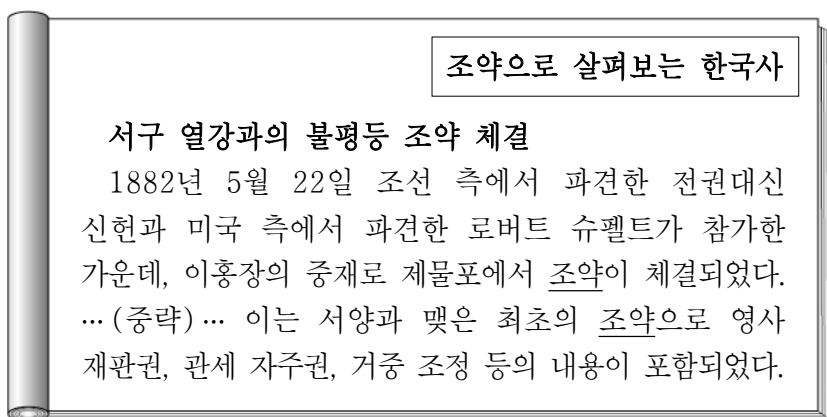 조약으로 살펴보는 한국사
서구 열강과의 불평등 조약 체결
1882년 5월 22일 조선 측에서 파견한 전권대신
신헌과 미국 측에서 파견한 로버트 슈펠트가 참가한
가운데, 이홍장의 중재로 제물포에서 조약이 체결되었다.
…(중략)… 이는 서양과 맺은 최초의 조약으로 영사
재판권, 관세 자주권, 거중 조정 등의 내용이 포함되었다.